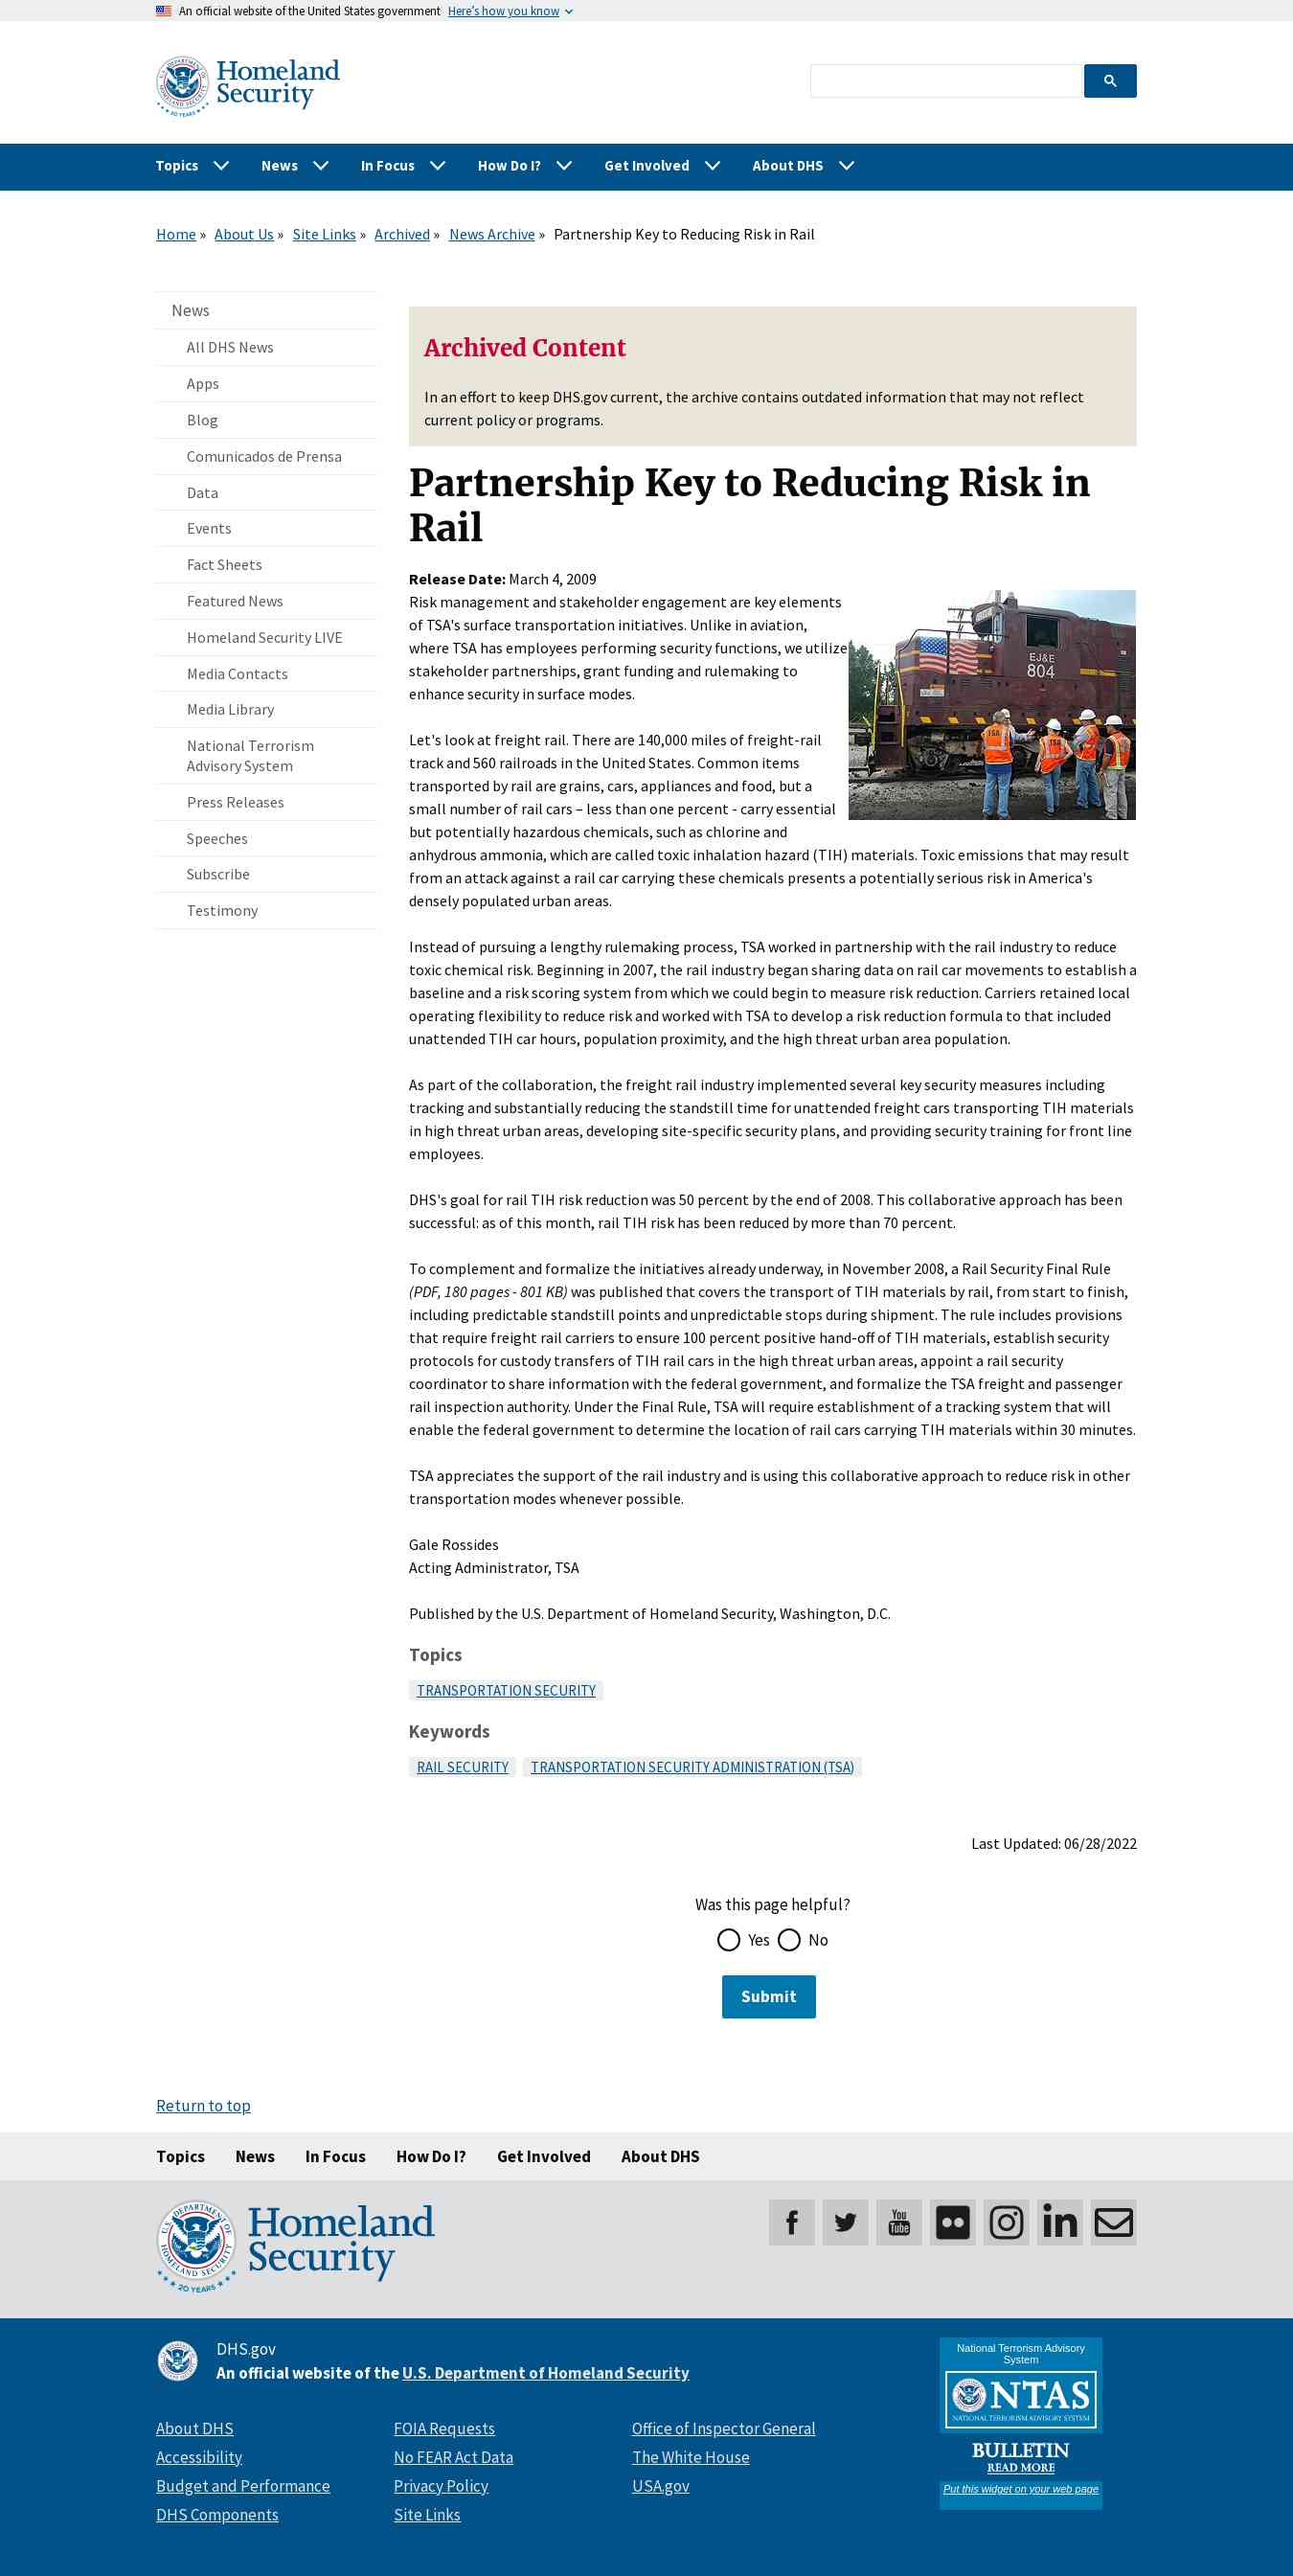 An official website of the United States government Here's how you know
Homeland
Security
Topics News In Focus How Do I? Get Involved About DHS
Home » About Us » Site Links » Archived » News Archive » Partnership Key to Reducing Risk in Rail
News
All DHS News
Apps
Blog
Comunicados de Prensa
Data
Events
Fact Sheets
Featured News
Homeland Security LIVE
Media Contacts
Media Library
National Terrorism
Advisory System
Press Releases
Speeches
Subscribe
Testimony
Archived Content
In an effort to keep DHS.gov current, the archive contains outdated information that may not reflect
current policy or programs.
Partnership Key to Reducing Risk in
Rail
Release Date: March 4, 2009
Risk management and stakeholder engagement are key elements
of TSA's surface transportation initiatives. Unlike in aviation,
where TSA has employees performing security functions, we utilize
stakeholder partnerships, grant funding and rulemaking to
enhance security in surface modes.
EJ&E
804
TSA
TSA
Let's look at freight rail. There are 140,000 miles of freight-rail
track and 560 railroads in the United States. Common items
transported by rail are grains, cars, appliances and food, but a
small number of rail cars – less than one percent - carry essential
but potentially hazardous chemicals, such as chlorine and
anhydrous ammonia, which are called toxic inhalation hazard (TIH) materials. Toxic emissions that may result
from an attack against a rail car carrying these chemicals presents a potentially serious risk in America's
densely populated urban areas.
Instead of pursuing a lengthy rulemaking process, TSA worked in partnership with the rail industry to reduce
toxic chemical risk. Beginning in 2007, the rail industry began sharing data on rail car movements to establish a
baseline and a risk scoring system from which we could begin to measure risk reduction. Carriers retained local
operating flexibility to reduce risk and worked with TSA to develop a risk reduction formula to that included
unattended TIH car hours, population proximity, and the high threat urban area population.
As part of the collaboration, the freight rail industry implemented several key security measures including
tracking and substantially reducing the standstill time for unattended freight cars transporting TIH materials
in high threat urban areas, developing site-specific security plans, and providing security training for front line
employees.
DHS's goal for rail TIH risk reduction was 50 percent by the end of 2008. This collaborative approach has been
successful: as of this month, rail TIH risk has been reduced by more than 70 percent.
To complement and formalize the initiatives already underway, in November 2008, a Rail Security Final Rule
(PDF, 180 pages - 801 KB) was published that covers the transport of TIH materials by rail, from start to finish,
including predictable standstill points and unpredictable stops during shipment. The rule includes provisions
that require freight rail carriers to ensure 100 percent positive hand-off of TIH materials, establish security
protocols for custody transfers of TIH rail cars in the high threat urban areas, appoint a rail security
coordinator to share information with the federal government, and formalize the TSA freight and passenger
rail inspection authority. Under the Final Rule, TSA will require establishment of a tracking system that will
enable the federal government to determine the location of rail cars carrying TIH materials within 30 minutes.
TSA appreciates the support of the rail industry and is using this collaborative approach to reduce risk in other
transportation modes whenever possible.
Gale Rossides
Acting Administrator, TSA
Published by the U.S. Department of Homeland Security, Washington, D.C.
Topics
TRANSPORTATION SECURITY
Keywords
RAIL SECURITY TRANSPORTATION SECURITY ADMINISTRATION (TSA)
Last Updated: 06/28/2022
Was this page helpful?
Yes No
Submit
Return to top
Topics News In Focus How Do I? Get Involved About DHS
U.S. DEPARTMENT OF HOMELAND SECURITY
20 YEARS
Homeland
Security
You
Tube
DHS.gov
An official website of the U.S. Department of Homeland Security
About DHS FOIA Requests Office of Inspector General
Accessibility No FEAR Act Data The White House
Budget and Performance Privacy Policy USA.gov
DHS Components Site Links
National Terrorism Advisory
System
NTAS
NATIONAL TERRORISM ADVISORY SYSTEM
BULLETIN
READ MORE
Put this widget on your web page